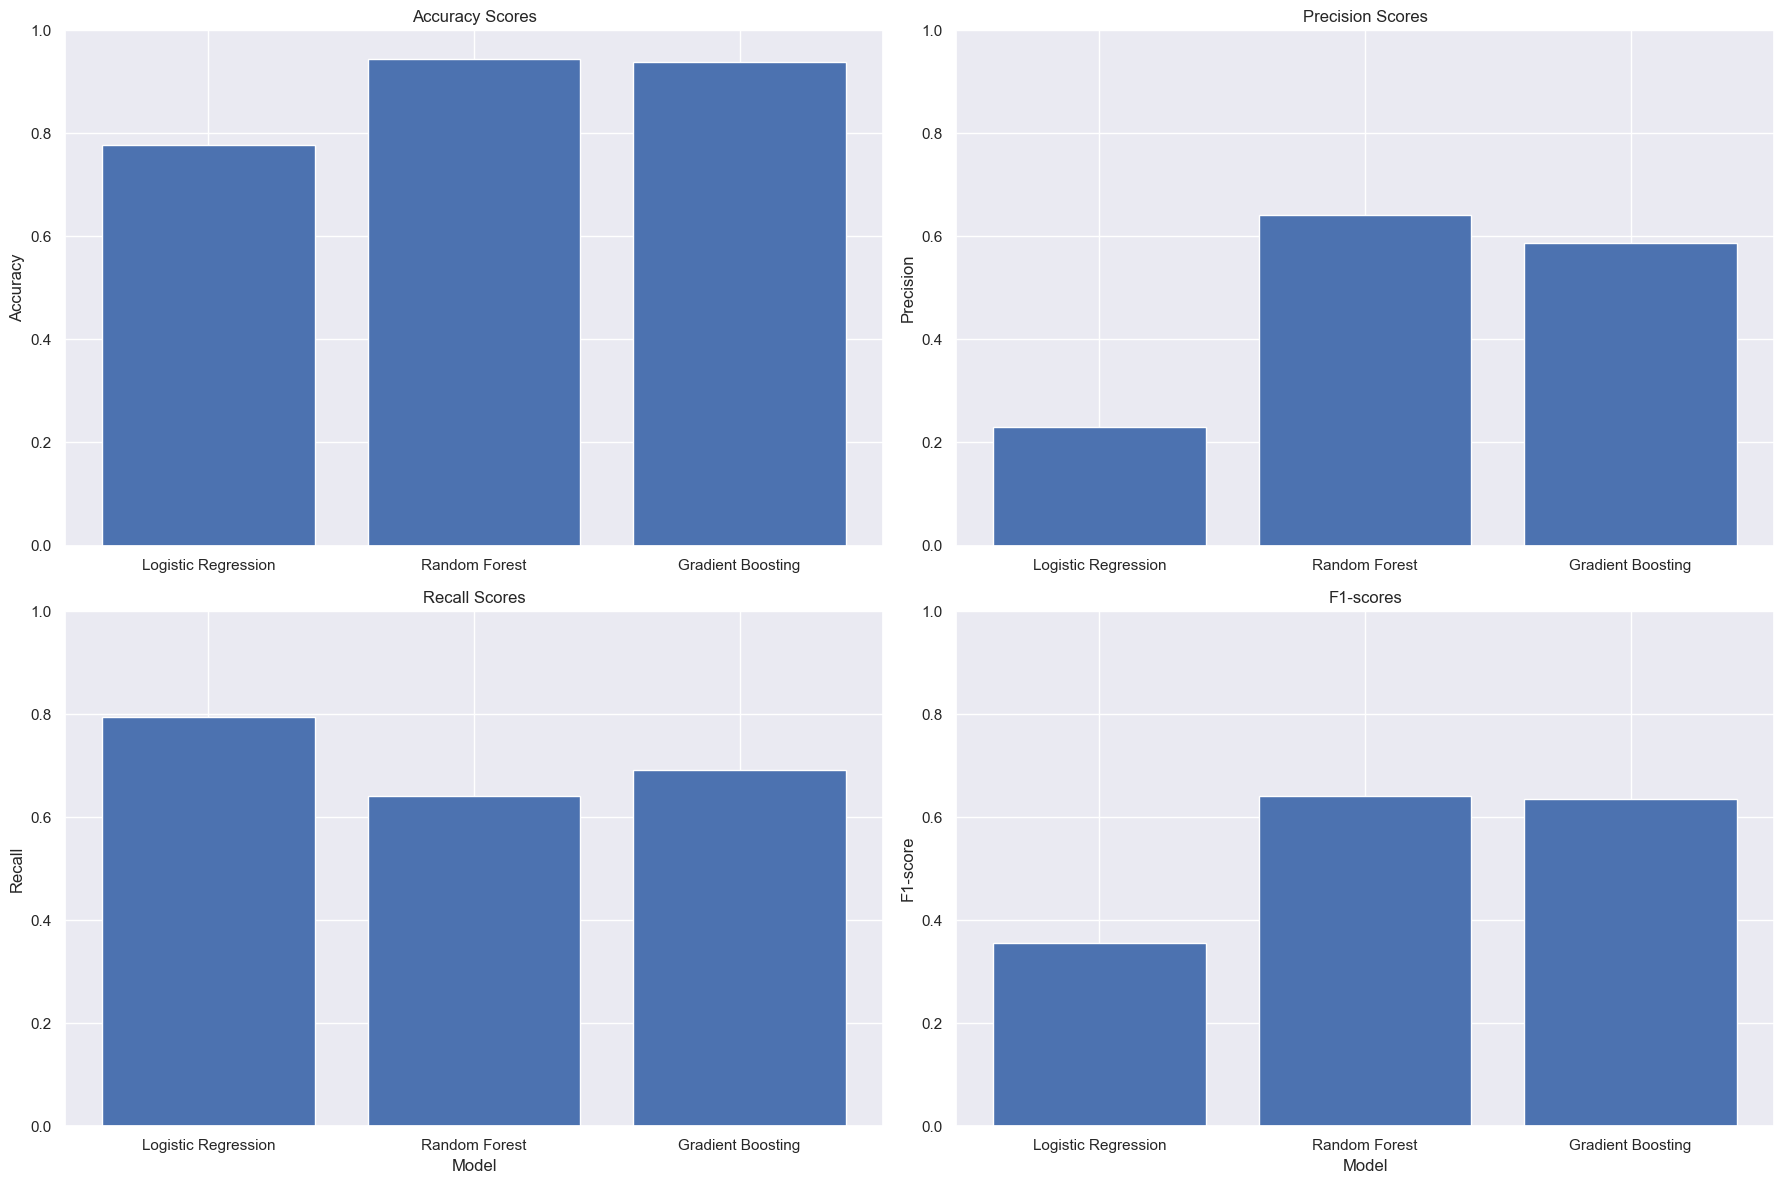 Accuracy Scores
1.0
0.8
0.6
0.4
0.2
0.0
Accuracy
Logistic Regression Random Forest Gradient Boosting
Precision Scores
1.0
0.8
0.6
0.4
0.2
0.0
Precision
Logistic Regression Random Forest Gradient Boosting
Recall Scores
1.0
0.8
0.6
0.4
0.2
0.0
Recall
Logistic Regression Random Forest Gradient Boosting
Model
F1-scores
1.0
0.8
0.6
0.4
0.2
0.0
F1-score
Logistic Regression Random Forest Gradient Boosting
Model